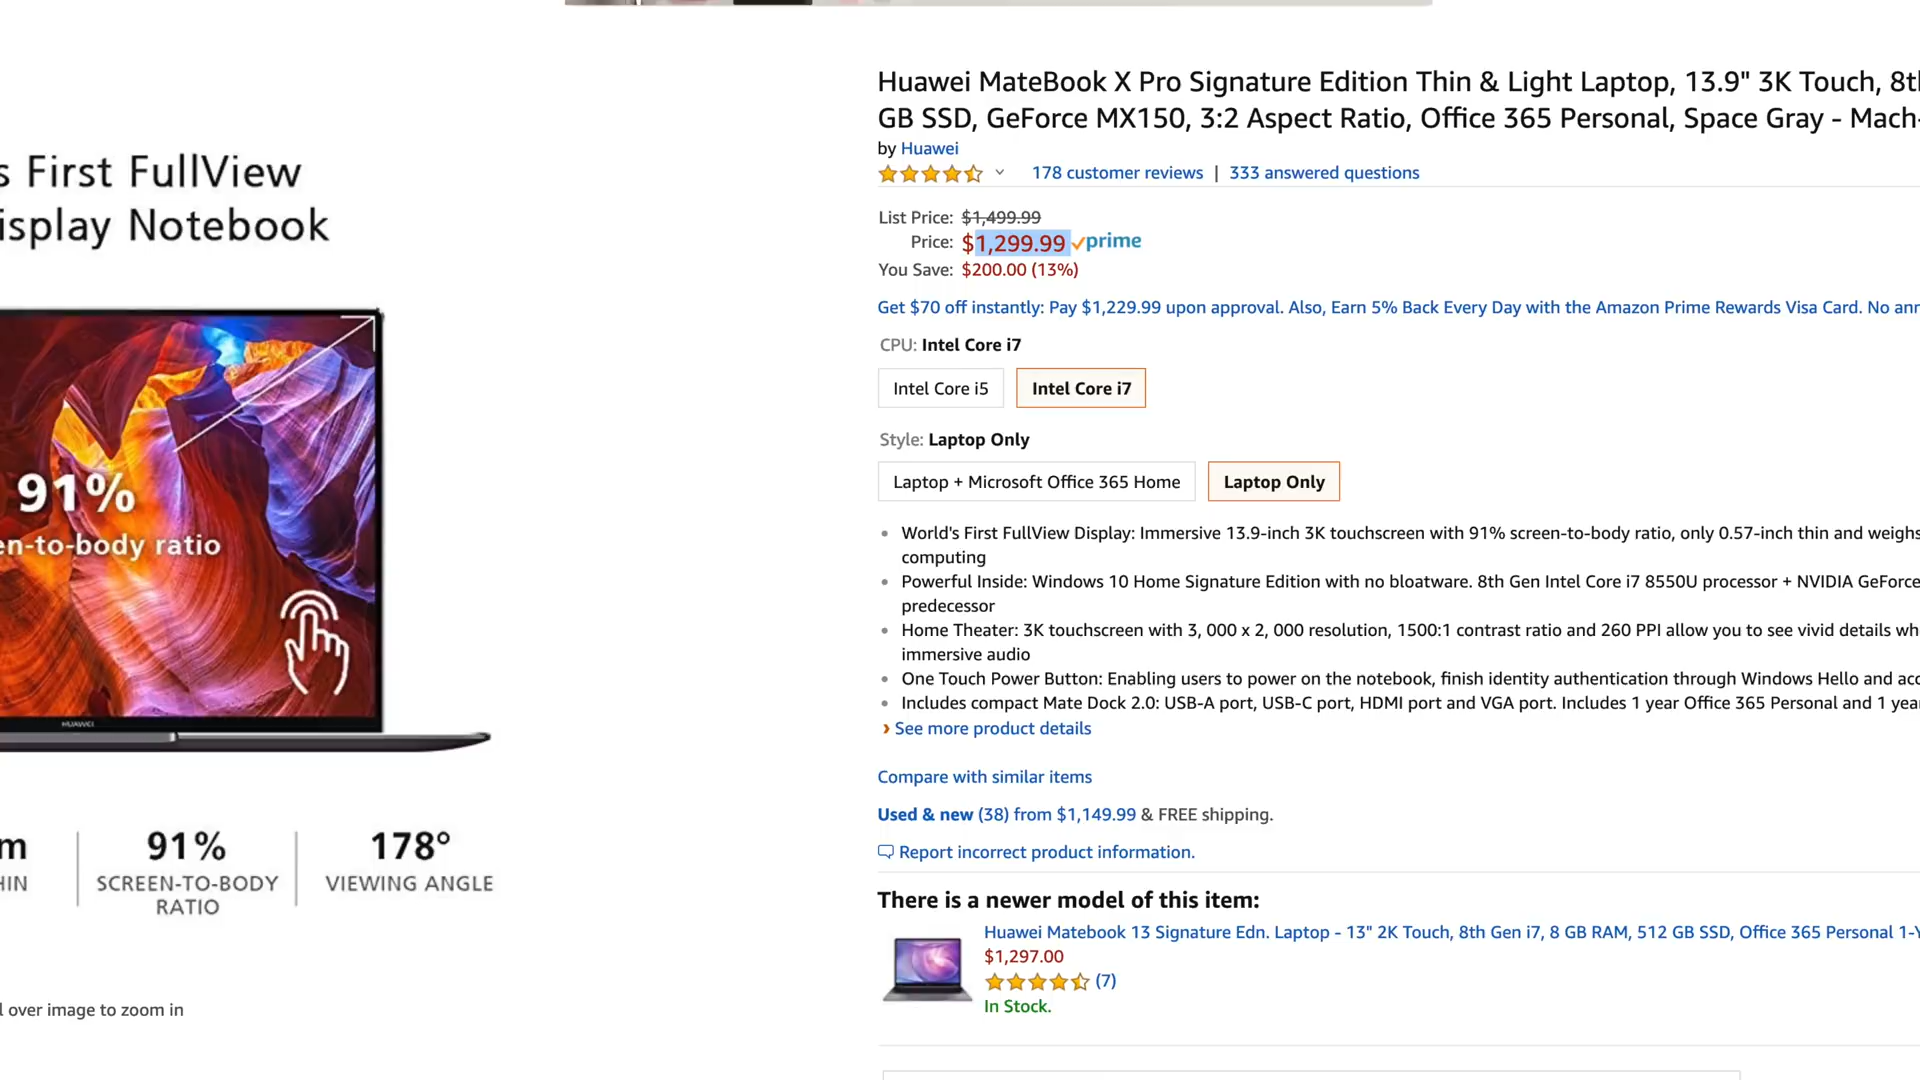 Huawei MateBook X Pro Signature Edition Thin & Light Laptop, 13.9" 3K Touch, 8th
GB SSD, GeForce MX150, 3:2 Aspect Ratio, Office 365 Personal, Space Gray - Mach-
by Huawei
178 customer reviews | 333 answered questions
List Price: $1,499.99
Price: $1,299.99 prime
You Save: $200.00 (13%)
Get $70 off instantly: Pay $1,229.99 upon approval. Also, Earn 5% Back Every Day with the Amazon Prime Rewards Visa Card. No
CPU: Intel Core i7
Intel Core i5 Intel Core i7
Style: Laptop Only
Laptop + Microsoft Office 365 Home Laptop Only
World's First FullView Display: Immersive 13.9-inch 3K touchscreen with 91% screen-to-body ratio, only 0.57-inch thin and weighs
computing
Powerful Inside: Windows 10 Home Signature Edition with no bloatware. 8th Gen Intel Core i7 8550U processor + NVIDIA GeForce
predecessor
Home Theater: 3K touchscreen with 3, 000 x 2, 000 resolution, 1500:1 contrast ratio and 260 PPI allow you to see vivid details wh
immersive audio
One Touch Power Button: Enabling users to power on the notebook, finish identity authentication through Windows Hello and acc
Includes compact Mate Dock 2.0: USB-A port, USB-C port, HDMI port and VGA port. Includes 1 year Office 365 Personal and 1 yea
› See more product details
Compare with similar items
Used & new (38) from $1,149.99 & FREE shipping.
Report incorrect product information.
There is a newer model of this item:
Huawei Matebook 13 Signature Edn. Laptop - 13" 2K Touch, 8th Gen i7, 8 GB RAM, 512 GB SSD, Office 365 Personal 1-Y
$1,297.00
(7)
In Stock.
s First FullView
isplay Notebook
91%
en-to-body ratio
HUAWEI
m
HIN
91%
SCREEN-TO-BODY
RATIO
178°
VIEWING ANGLE
l over image to zoom in